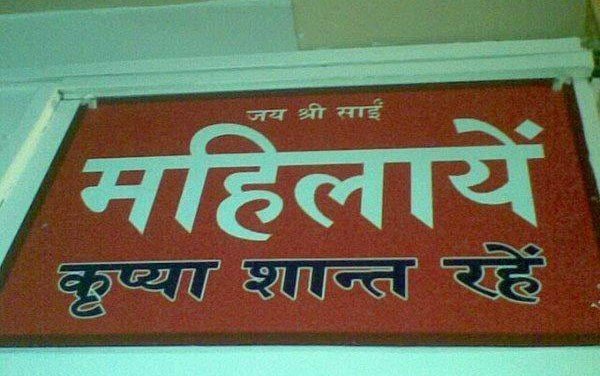 जय श्री साईं
महिलायें
कृप्या शान्त रहें